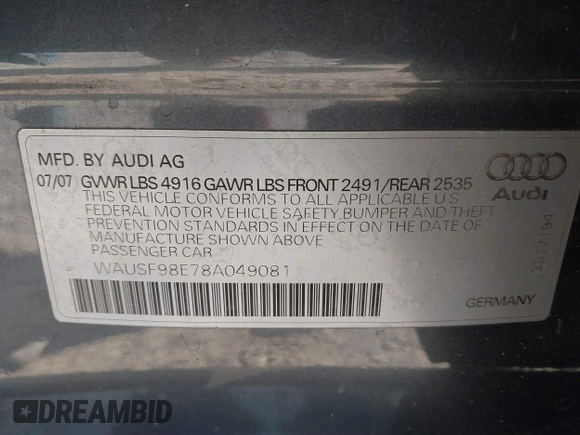 MFD. BY AUDI AG
07/07 GVWR LBS 4916 GAWR LBS FRONT 2491/REAR 2535
THIS VEHICLE CONFORMS TO ALL APPLICABLE U S
FEDERAL MOTOR VEHICLE SAFETY, BUMPER AND THEFT
PREVENTION STANDARDS IN EFFECT ON THE DATE OF
MANUFACTURE SHOWN ABOVE
PASSENGER CAR
WAUSF98E78A049081
Audi
GERMANY
DREAMBID